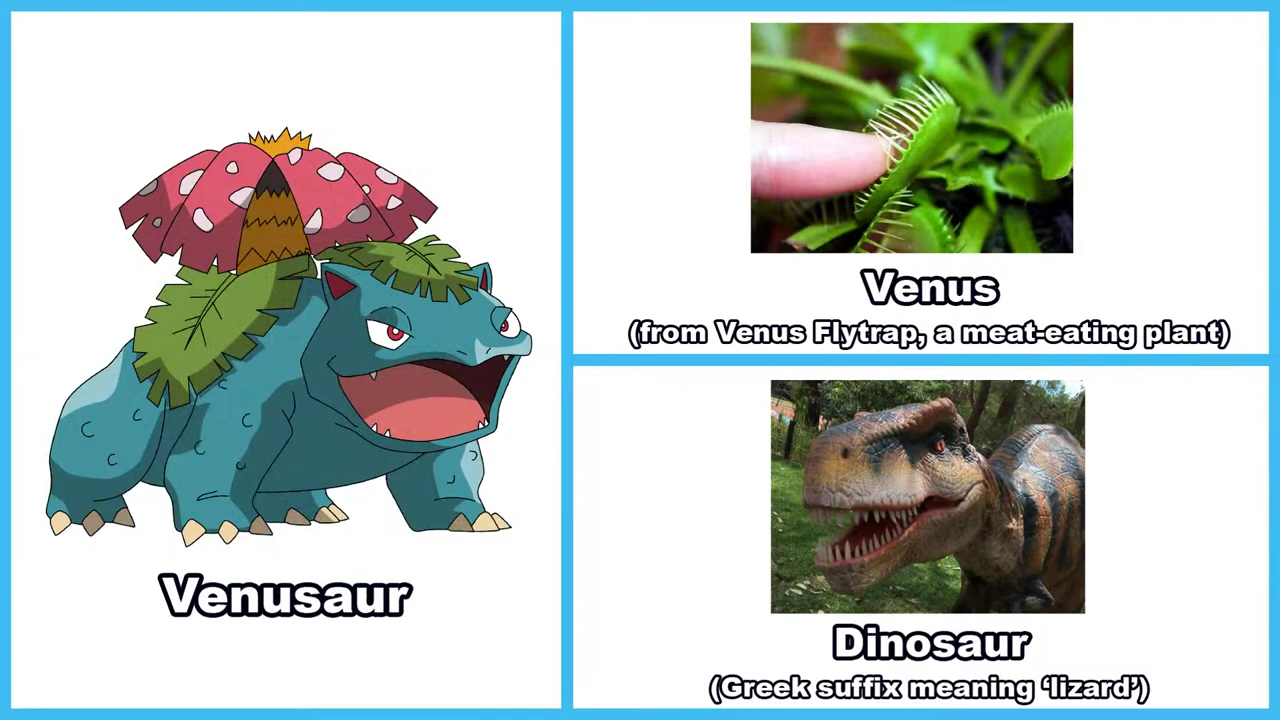 Venusaur
Venus
(from Venus Flytrap, a meat-eating plant)
Dinosaur
(Greek suffix meaning ‘lizard’)